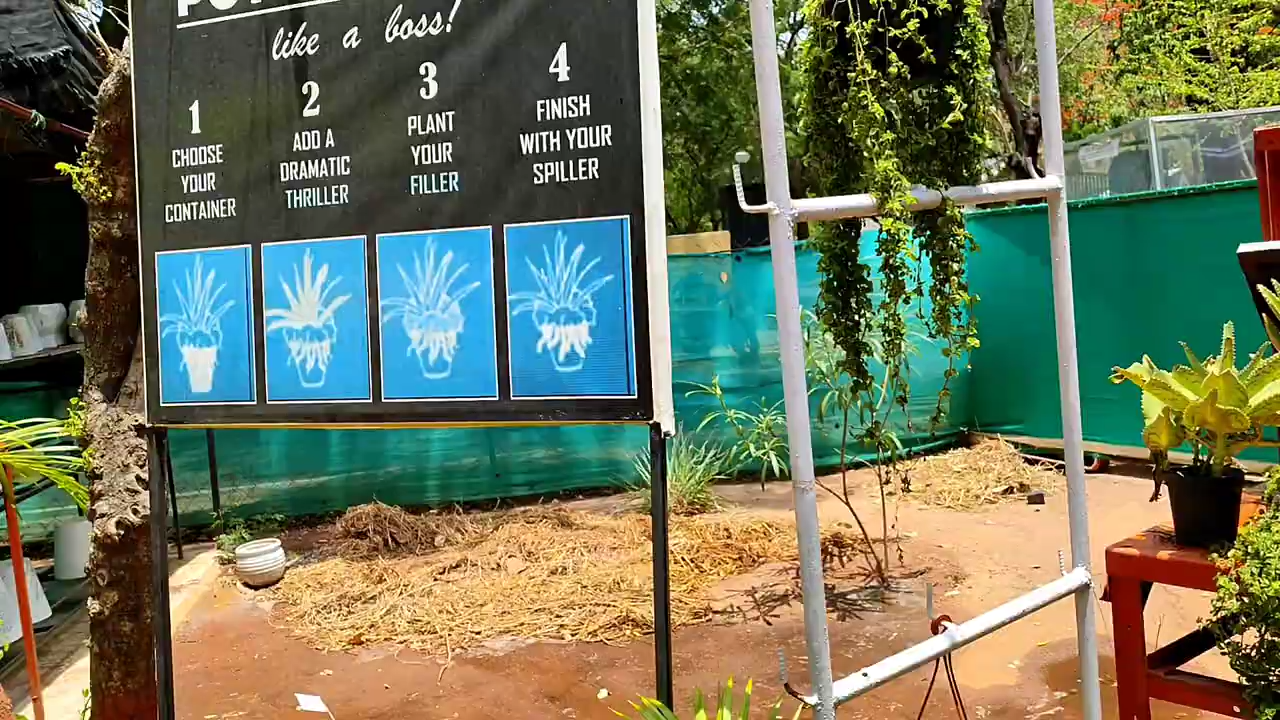 like a boss!
1
CHOOSE
YOUR
CONTAINER
2
ADD A
DRAMATIC
THRILLER
3
PLANT
YOUR
FILLER
4
FINISH
WITH YOUR
SPILLER